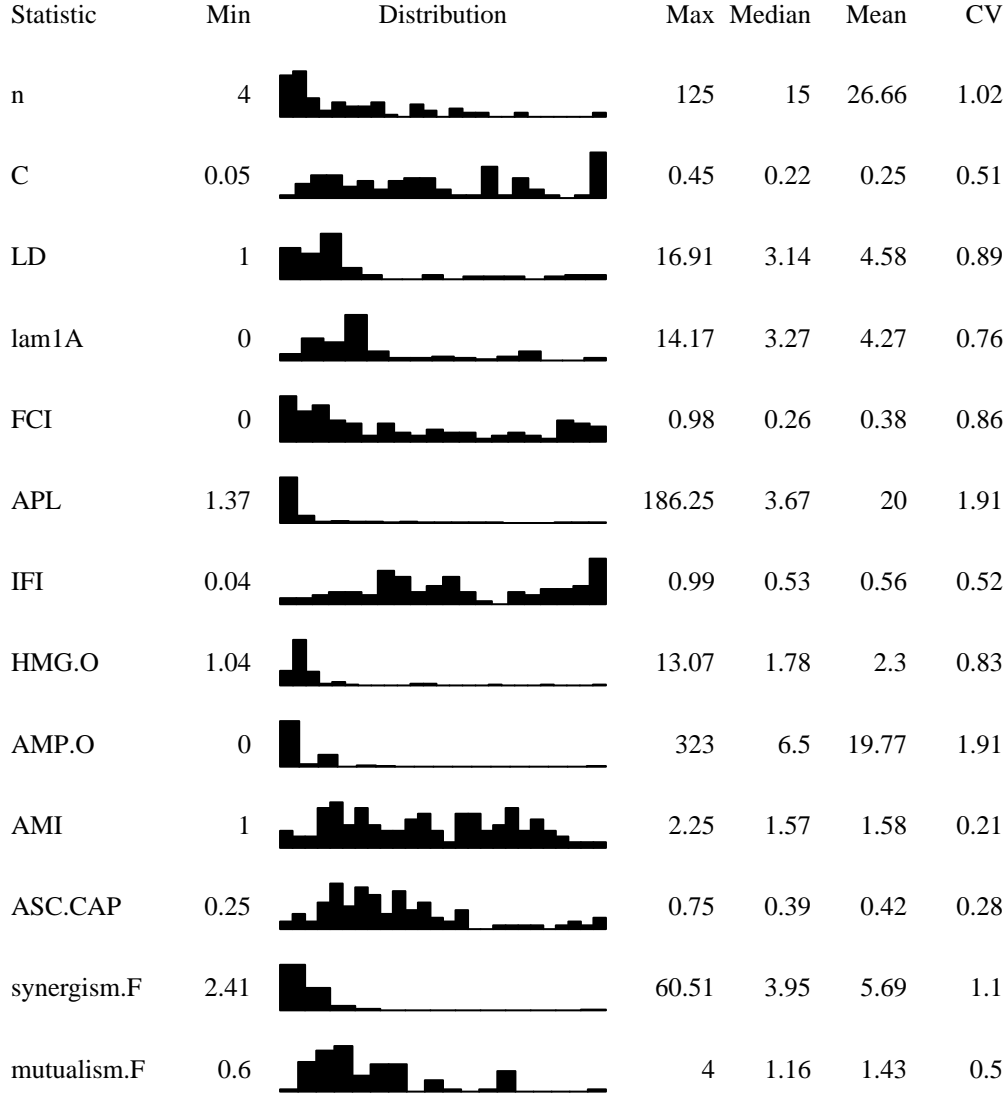 Statistic Min Distribution Max Median Mean CV
n 4 125 15 26.66 1.02
C 0.05 0.45 0.22 0.25 0.51
LD 1 16.91 3.14 4.58 0.89
lam1A 0 14.17 3.27 4.27 0.76
FCI 0 0.98 0.26 0.38 0.86
APL 1.37 186.25 3.67 20 1.91
IFI 0.04 0.99 0.53 0.56 0.52
HMG.O 1.04 13.07 1.78 2.3 0.83
AMP.O 0 323 6.5 19.77 1.91
AMI 1 2.25 1.57 1.58 0.21
ASC.CAP 0.25 0.75 0.39 0.42 0.28
synergism.F 2.41 60.51 3.95 5.69 1.1
mutualism.F 0.6 4 1.16 1.43 0.5